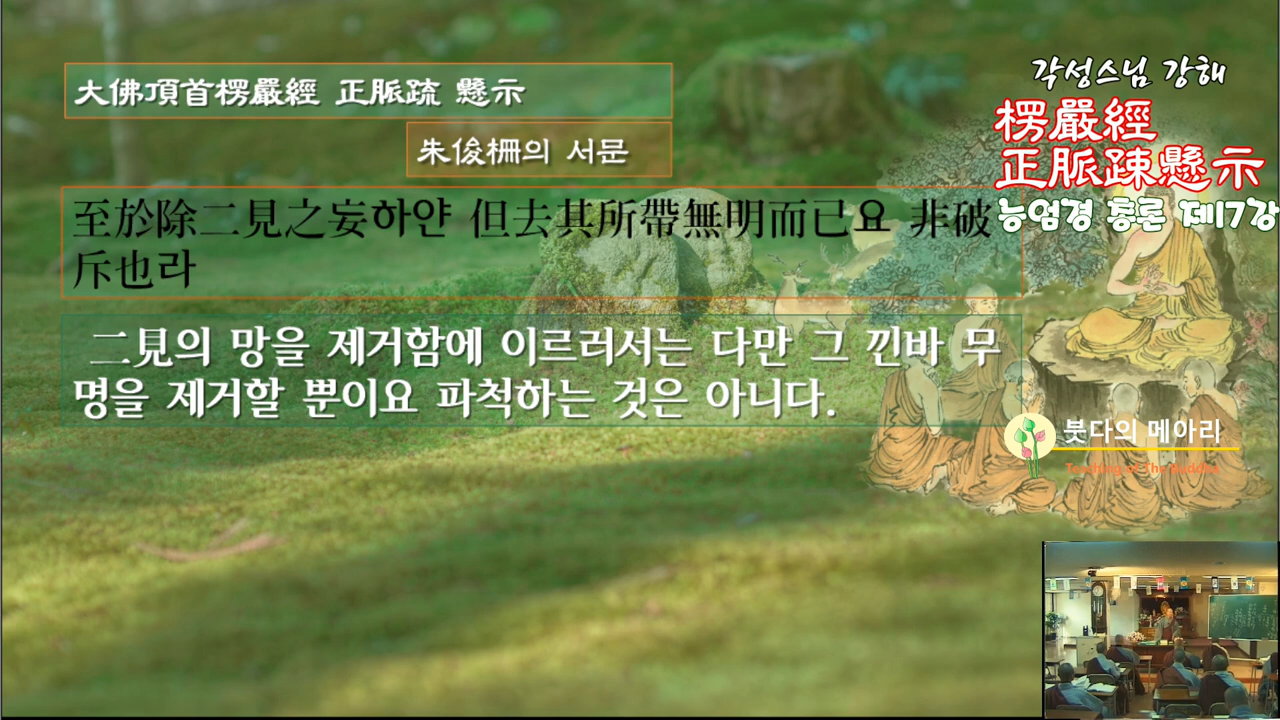 大佛頂首楞嚴經 正脈疏 懸示
朱俊柵의 서문
至於除二見之妄하얀 但去其所帶無明而已요 非破
斥也라
二見의 망을 제거함에 이르러서는 다만 그 낀바 무
명을 제거할 뿐이요 파척하는 것은 아니다.
각성스님 강해
楞嚴經
正脈疎懸示
능엄경 총론 제17강
붓다의 메아리
Teaching of The Buddha